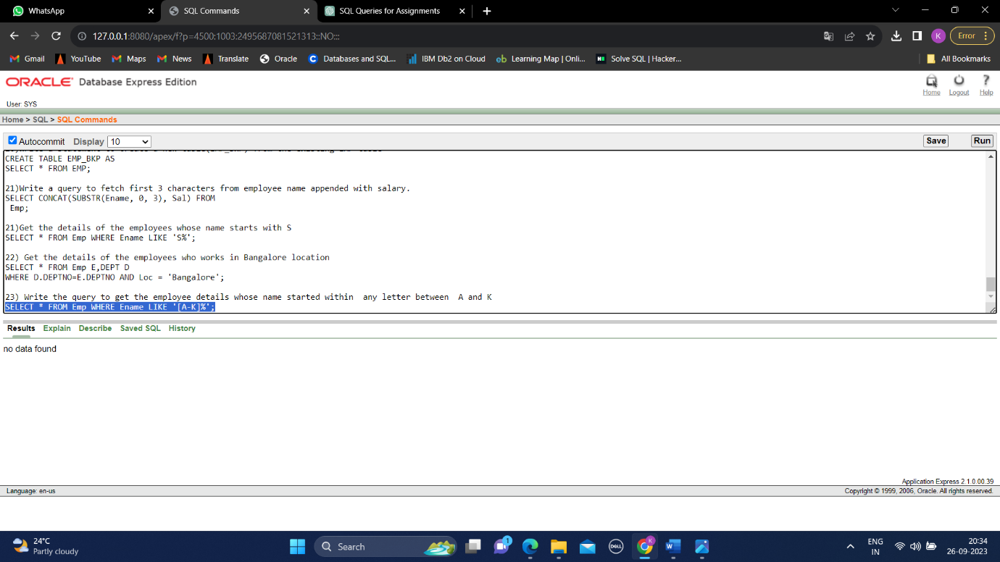 WhatsApp
SQL Commands
SQL Queries for Assignments
127.0.0.1:8080/apex/f?p=4500:1003:2495687081521313::NO:::
K
Error
Gmail
YouTube
Maps
News
Translate
Oracle
Databases and SQL...
IBM Db2 on Cloud
Learning Map | Onli...
Solve SQL | Hacker...
All Bookmarks
ORACLE Database Express Edition
Home Logout Help
User: SYS
Home > SQL > SQL Commands
Autocommit Display 10
Save Run
CREATE TABLE EMP_BKP AS
SELECT * FROM EMP;
21)Write a query to fetch first 3 characters from employee name appended with salary.
SELECT CONCAT(SUBSTR(Ename, 0, 3), Sal) FROM
Emp;
21)Get the details of the employees whose name starts with S
SELECT * FROM Emp WHERE Ename LIKE 'S%';
22) Get the details of the employees who works in Bangalore location
SELECT * FROM Emp E,DEPT D
WHERE D.DEPTNO=E.DEPTNO AND Loc = 'Bangalore';
23) Write the query to get the employee details whose name started within  any letter between  A and K
SELECT * FROM Emp WHERE Ename LIKE '[A-K]%';
Results Explain Describe Saved SQL History
no data found
Application Express 2.1.0.00.39
Language: en-us
Copyright © 1999, 2006, Oracle. All rights reserved.
24°C
Partly cloudy
Search
1
DELL
K
W
ENG
IN
20:34
26-09-2023